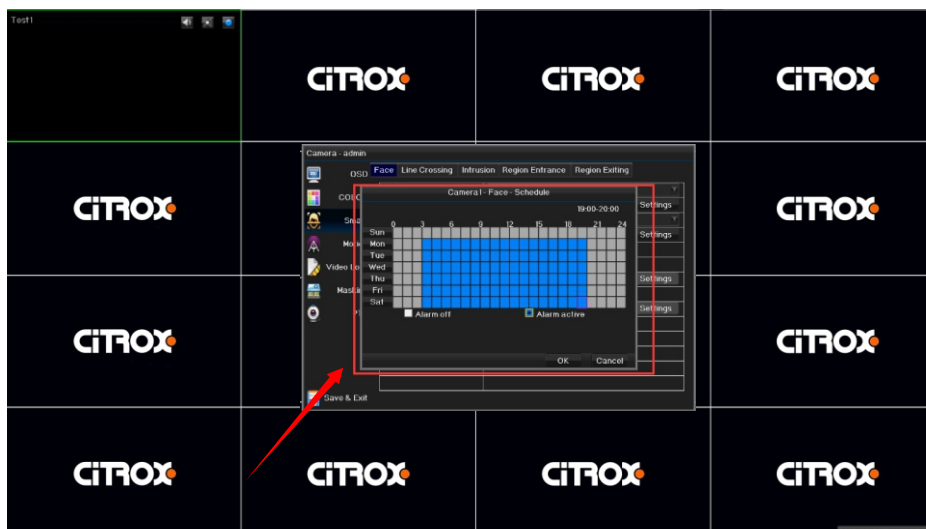 Test1
CiTROX
CiTROX
CiTROX
Camera - admin
OSD
Face Line Crossing Intrusion Region Entrance Region Exiting
Camera1 - Face - Schedule
Settings
19:00-20:00
0 3 6 9 12 15 18 21 24
Settings
Sun
Mon
Tue
Wed
Thu
Settings
Fri
Sat
Settings
Alarm off Alarm active
OK Cancel
Save & Exit
CiTROX
CiTROX
CiTROX
CiTROX
CiTROX
CiTROX
CiTROX
CiTROX